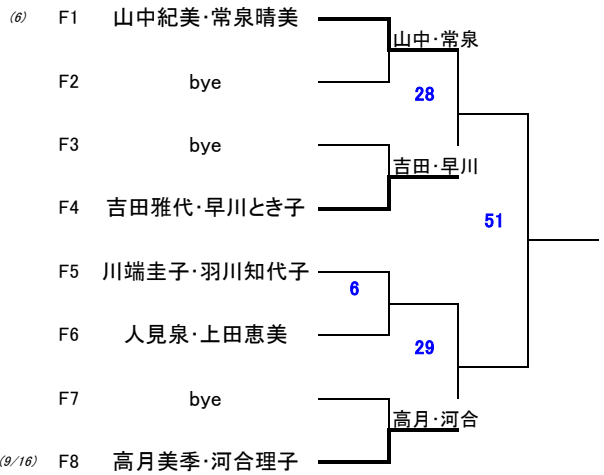 (6) F1 山中紀美・常泉晴美
山中・常泉
F2 bye
28
F3 bye
吉田・早川
F4 吉田雅代・早川とき子
51
F5 川端圭子・羽川知代子
6
F6 人見泉・上田恵美
29
F7 bye
高月・河合
(9/16) F8 高月美季・河合理子